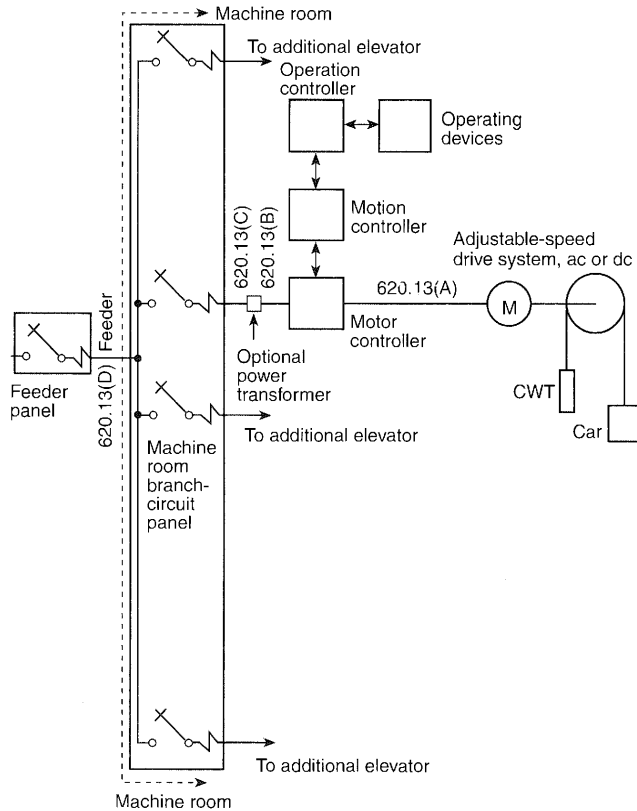 Machine room
To additional elevator
Operation
controller
Operating
devices
Motion
controller
620.13(C)
620.13(B)
Adjustable-speed
drive system, ac or dc
620.13(A)
M
Motor
controller
Optional
power
transformer
Feeder
620.13(D)
Feeder
panel
CWT
Car
To additional elevator
Machine
room
branch-
circuit
panel
To additional elevator
Machine room